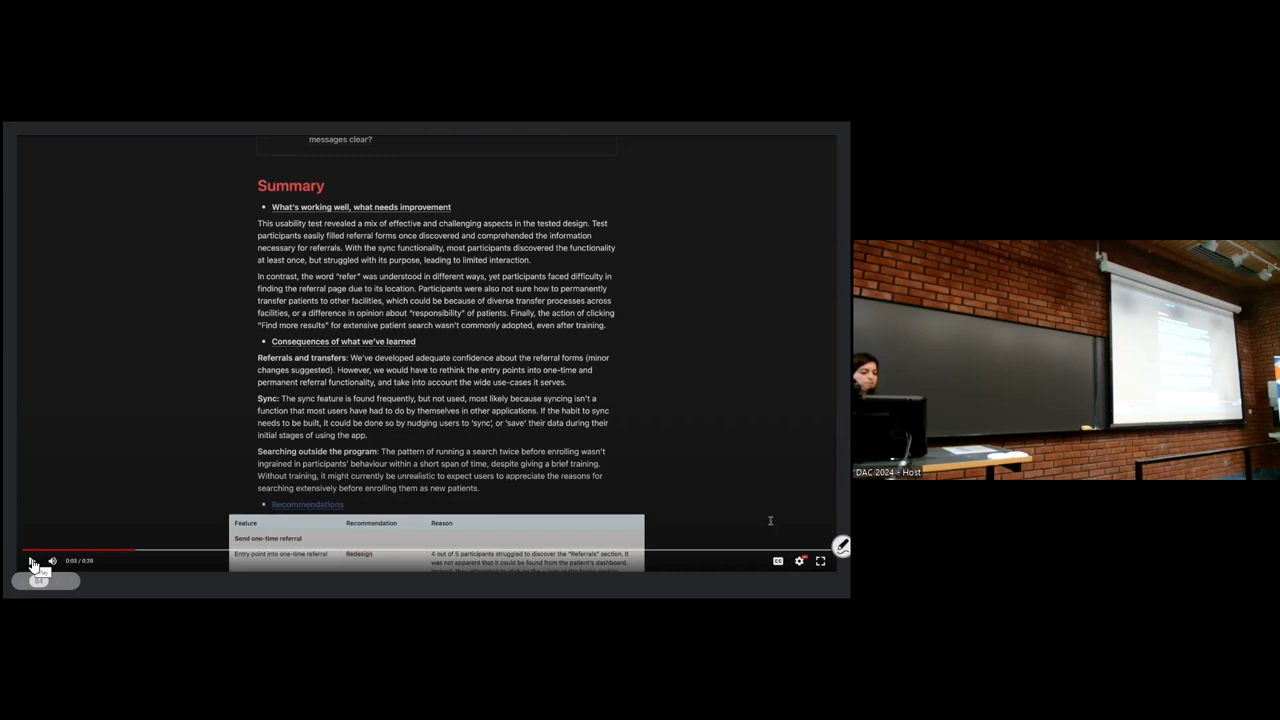 messages clear?
Summary
• What's working well, what needs improvement
This usability test revealed a mix of effective and challenging aspects in the tested design. Test
participants easily filled referral forms once discovered and comprehended the information
necessary for referrals. With the sync functionality, most participants discovered the functionality
at least once, but struggled with its purpose, leading to limited interaction.
In contrast, the word "refer" was understood in different ways, yet participants faced difficulty in
finding the referral page due to its location. Participants were also not sure how to permanently
transfer patients to other facilities, which could be because of diverse transfer processes across
facilities, or a difference in opinion about "responsibility" of patients. Finally, the action of clicking
"Find more results" for extensive patient search wasn't commonly adopted, even after training.
• Consequences of what we've learned
Referrals and transfers: We've developed adequate confidence about the referral forms (minor
changes suggested). However, we would have to rethink the entry points into one-time and
permanent referral functionality, and take into account the wide use-cases it serves.
Sync: The sync feature is found frequently, but not used, most likely because syncing isn't a
function that most users have had to do by themselves in other applications. If the habit to sync
needs to be built, it could be done so by nudging users to 'sync', or 'save' their data during their
initial stages of using the app.
Searching outside the program: The pattern of running a search twice before enrolling wasn't
ingrained in participants' behaviour within a short span of time, despite giving a brief training.
Without training, it might currently be unrealistic to expect users to appreciate the reasons for
searching extensively before enrolling them as new patients.
• Recommendations
Feature Recommendation Reason
Send one-time referral
Entry point into one-time referral Redesign 4 out of 5 participants struggled to discover the "Referrals" section. It
was not apparent that it could be found from the patient's dashboard.
0:03 / 0:28
CC
DAC 2024 - Host